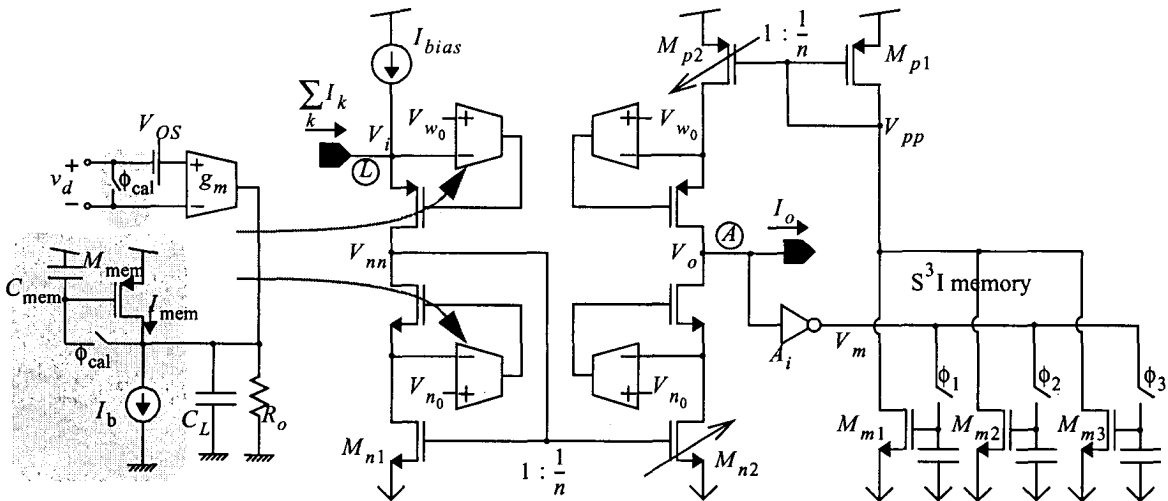 I_bias
M_p2
1 : 1/n
M_p1
∑_k I_k
V_i
V_w0
V_w0
V_pp
V_OS
L
+ v_d −
ϕ_cal
+ g_m −
I_o
A
V_nn
V_o
S³I memory
M_mem
C_mem
I_mem
ϕ_cal
A_i
V_m
ϕ_1
ϕ_2
ϕ_3
V_n0
V_n0
I_b
C_L
R_o
M_n1
1 : 1/n
M_n2
M_m1
M_m2
M_m3